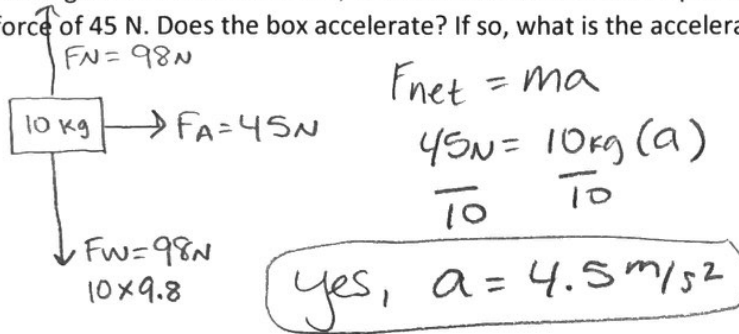 force of 45 N. Does the box accelerate? If so, what is the accelera
FN = 98N
10 kg
FA=45N
FW=98N
10×9.8
Fnet = ma
45N = 10kg (a)
10 10
yes, a = 4.5 m/s²